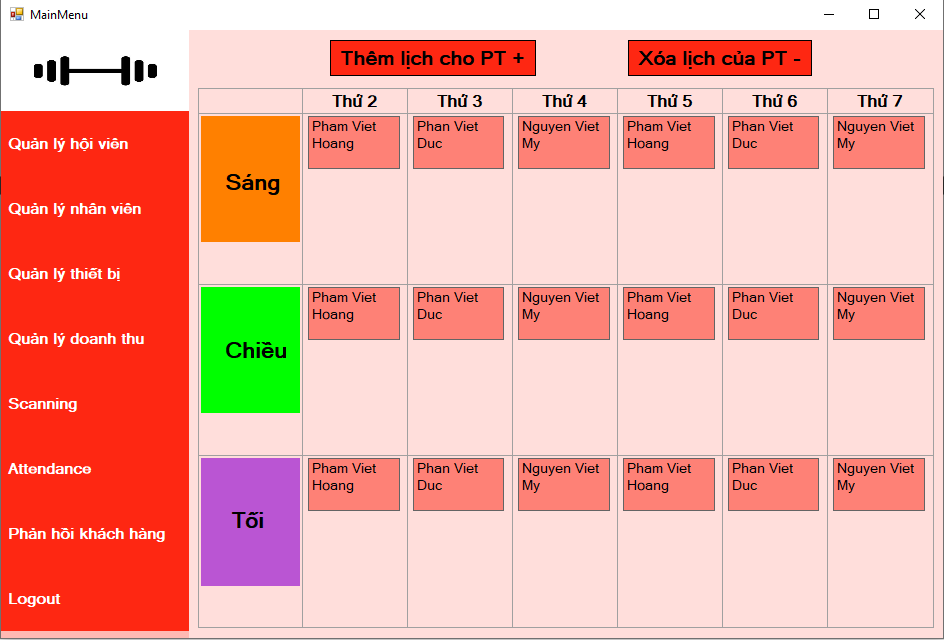 MainMenu
Thêm lịch cho PT +
Xóa lịch của PT -
Quản lý hội viên
Quản lý nhân viên
Quản lý thiết bị
Quản lý doanh thu
Scanning
Attendance
Phản hồi khách hàng
Logout
Thứ 2 Thứ 3 Thứ 4 Thứ 5 Thứ 6 Thứ 7
Sáng
Pham Viet Phan Viet Nguyen Viet Pham Viet Phan Viet Nguyen Viet
Hoang Duc My Hoang Duc My
Chiều
Pham Viet Phan Viet Nguyen Viet Pham Viet Phan Viet Nguyen Viet
Hoang Duc My Hoang Duc My
Tối
Pham Viet Phan Viet Nguyen Viet Pham Viet Phan Viet Nguyen Viet
Hoang Duc My Hoang Duc My